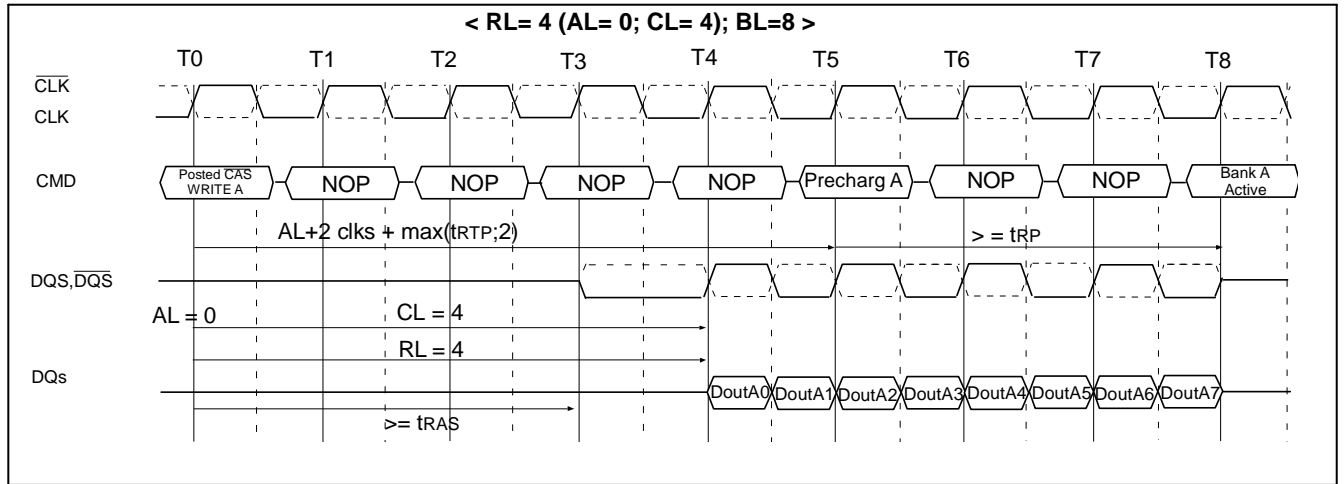 < RL= 4 (AL= 0; CL= 4); BL=8 >
T0 T1 T2 T3 T4 T5 T6 T7 T8
CLK
CLK
CMD
Posted CAS
WRITE A
NOP NOP NOP NOP Precharg A NOP NOP
Bank A
Active
AL+2 clks + max(tRTP;2)
> = tRP
DQS,DQS
AL = 0
CL = 4
RL = 4
DQs
DoutA0 DoutA1 DoutA2 DoutA3 DoutA4 DoutA5 DoutA6 DoutA7
>= tRAS